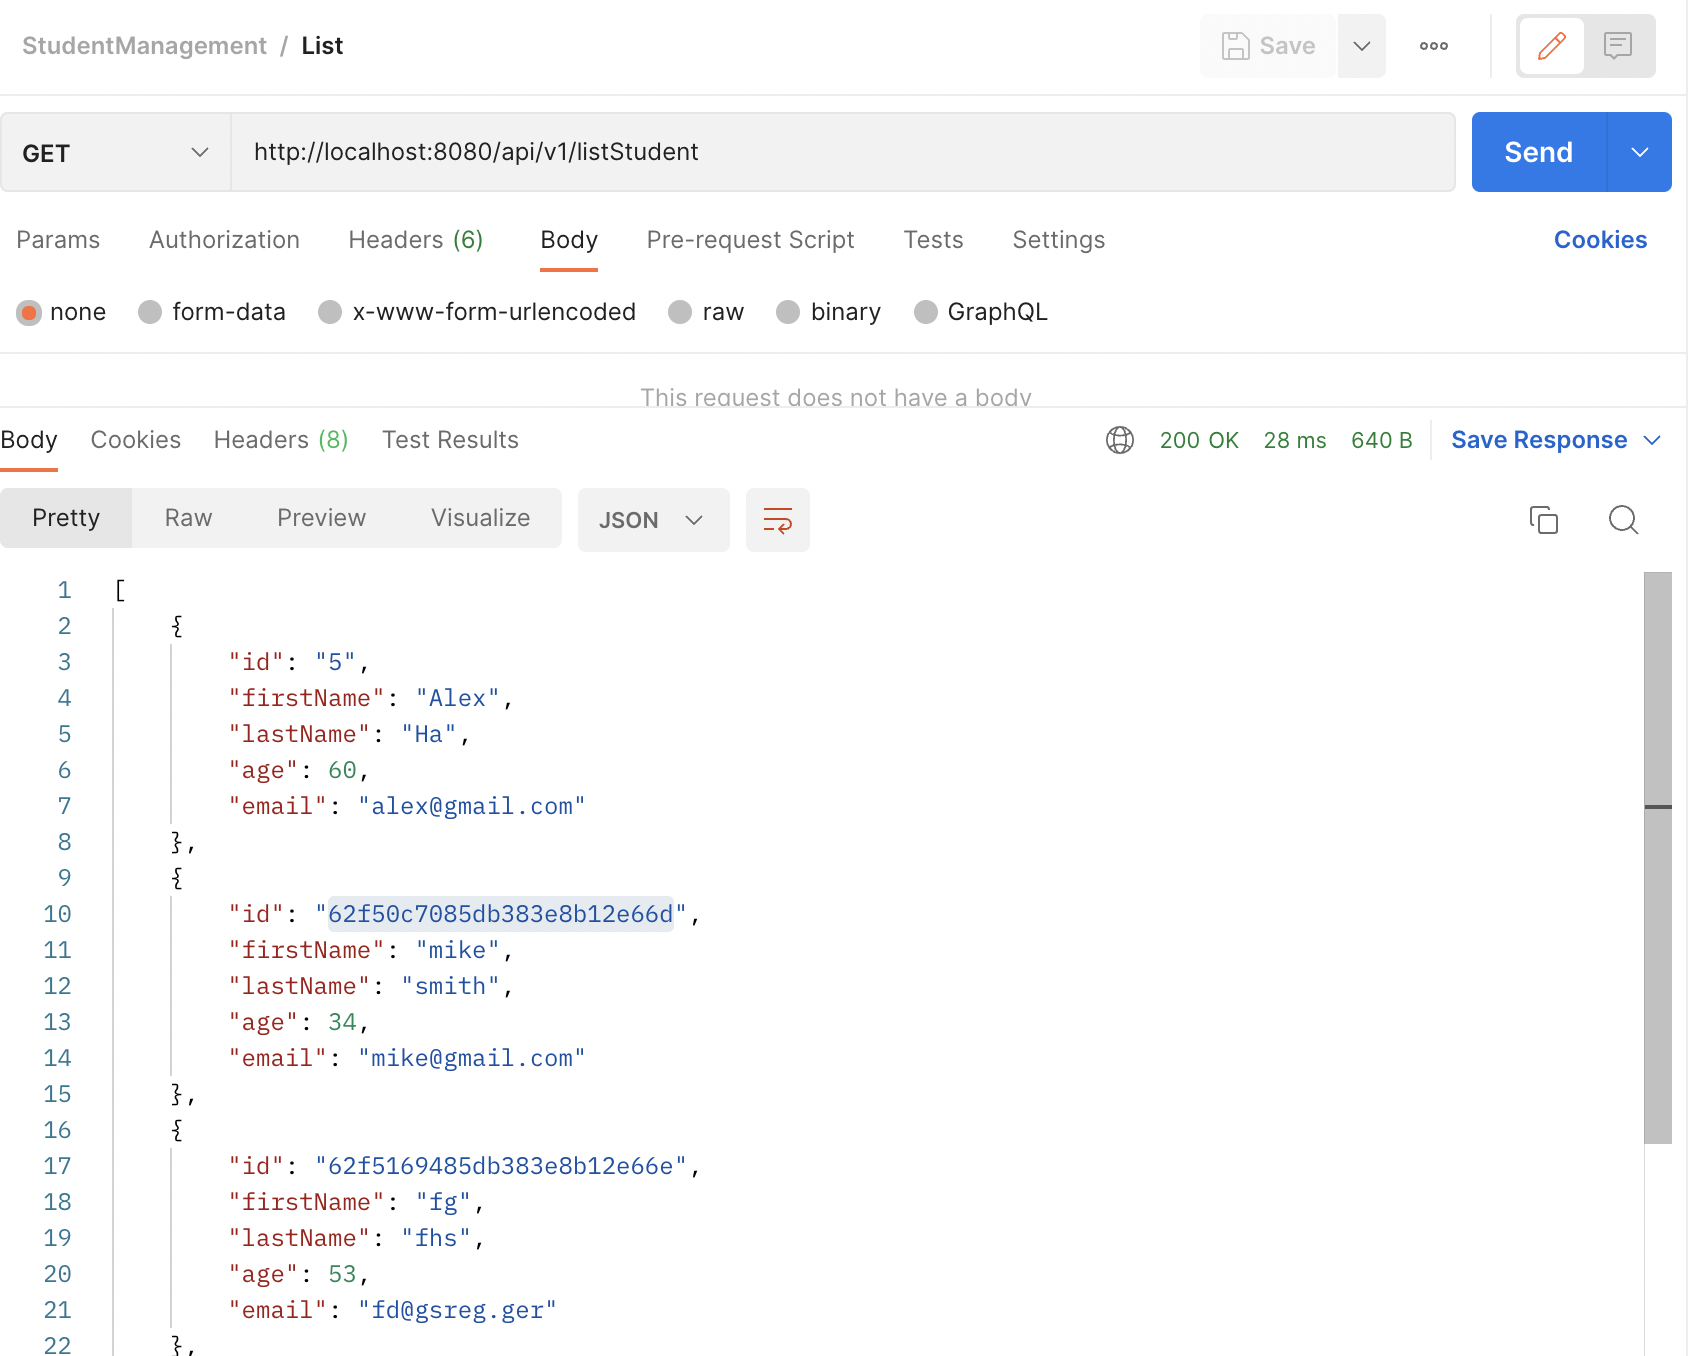 StudentManagement / List
Save
GET
http://localhost:8080/api/v1/listStudent
Send
Params Authorization Headers (6) Body Pre-request Script Tests Settings Cookies
none form-data x-www-form-urlencoded raw binary GraphQL
This request does not have a body
Body Cookies Headers (8) Test Results 200 OK 28 ms 640 B Save Response
Pretty Raw Preview Visualize JSON
1 [
2 {
3 "id": "5",
4 "firstName": "Alex",
5 "lastName": "Ha",
6 "age": 60,
7 "email": "alex@gmail.com"
8 },
9 {
10 "id": "62f50c7085db383e8b12e66d",
11 "firstName": "mike",
12 "lastName": "smith",
13 "age": 34,
14 "email": "mike@gmail.com"
15 },
16 {
17 "id": "62f5169485db383e8b12e66e",
18 "firstName": "fg",
19 "lastName": "fhs",
20 "age": 53,
21 "email": "fd@gsreg.ger"
22 },